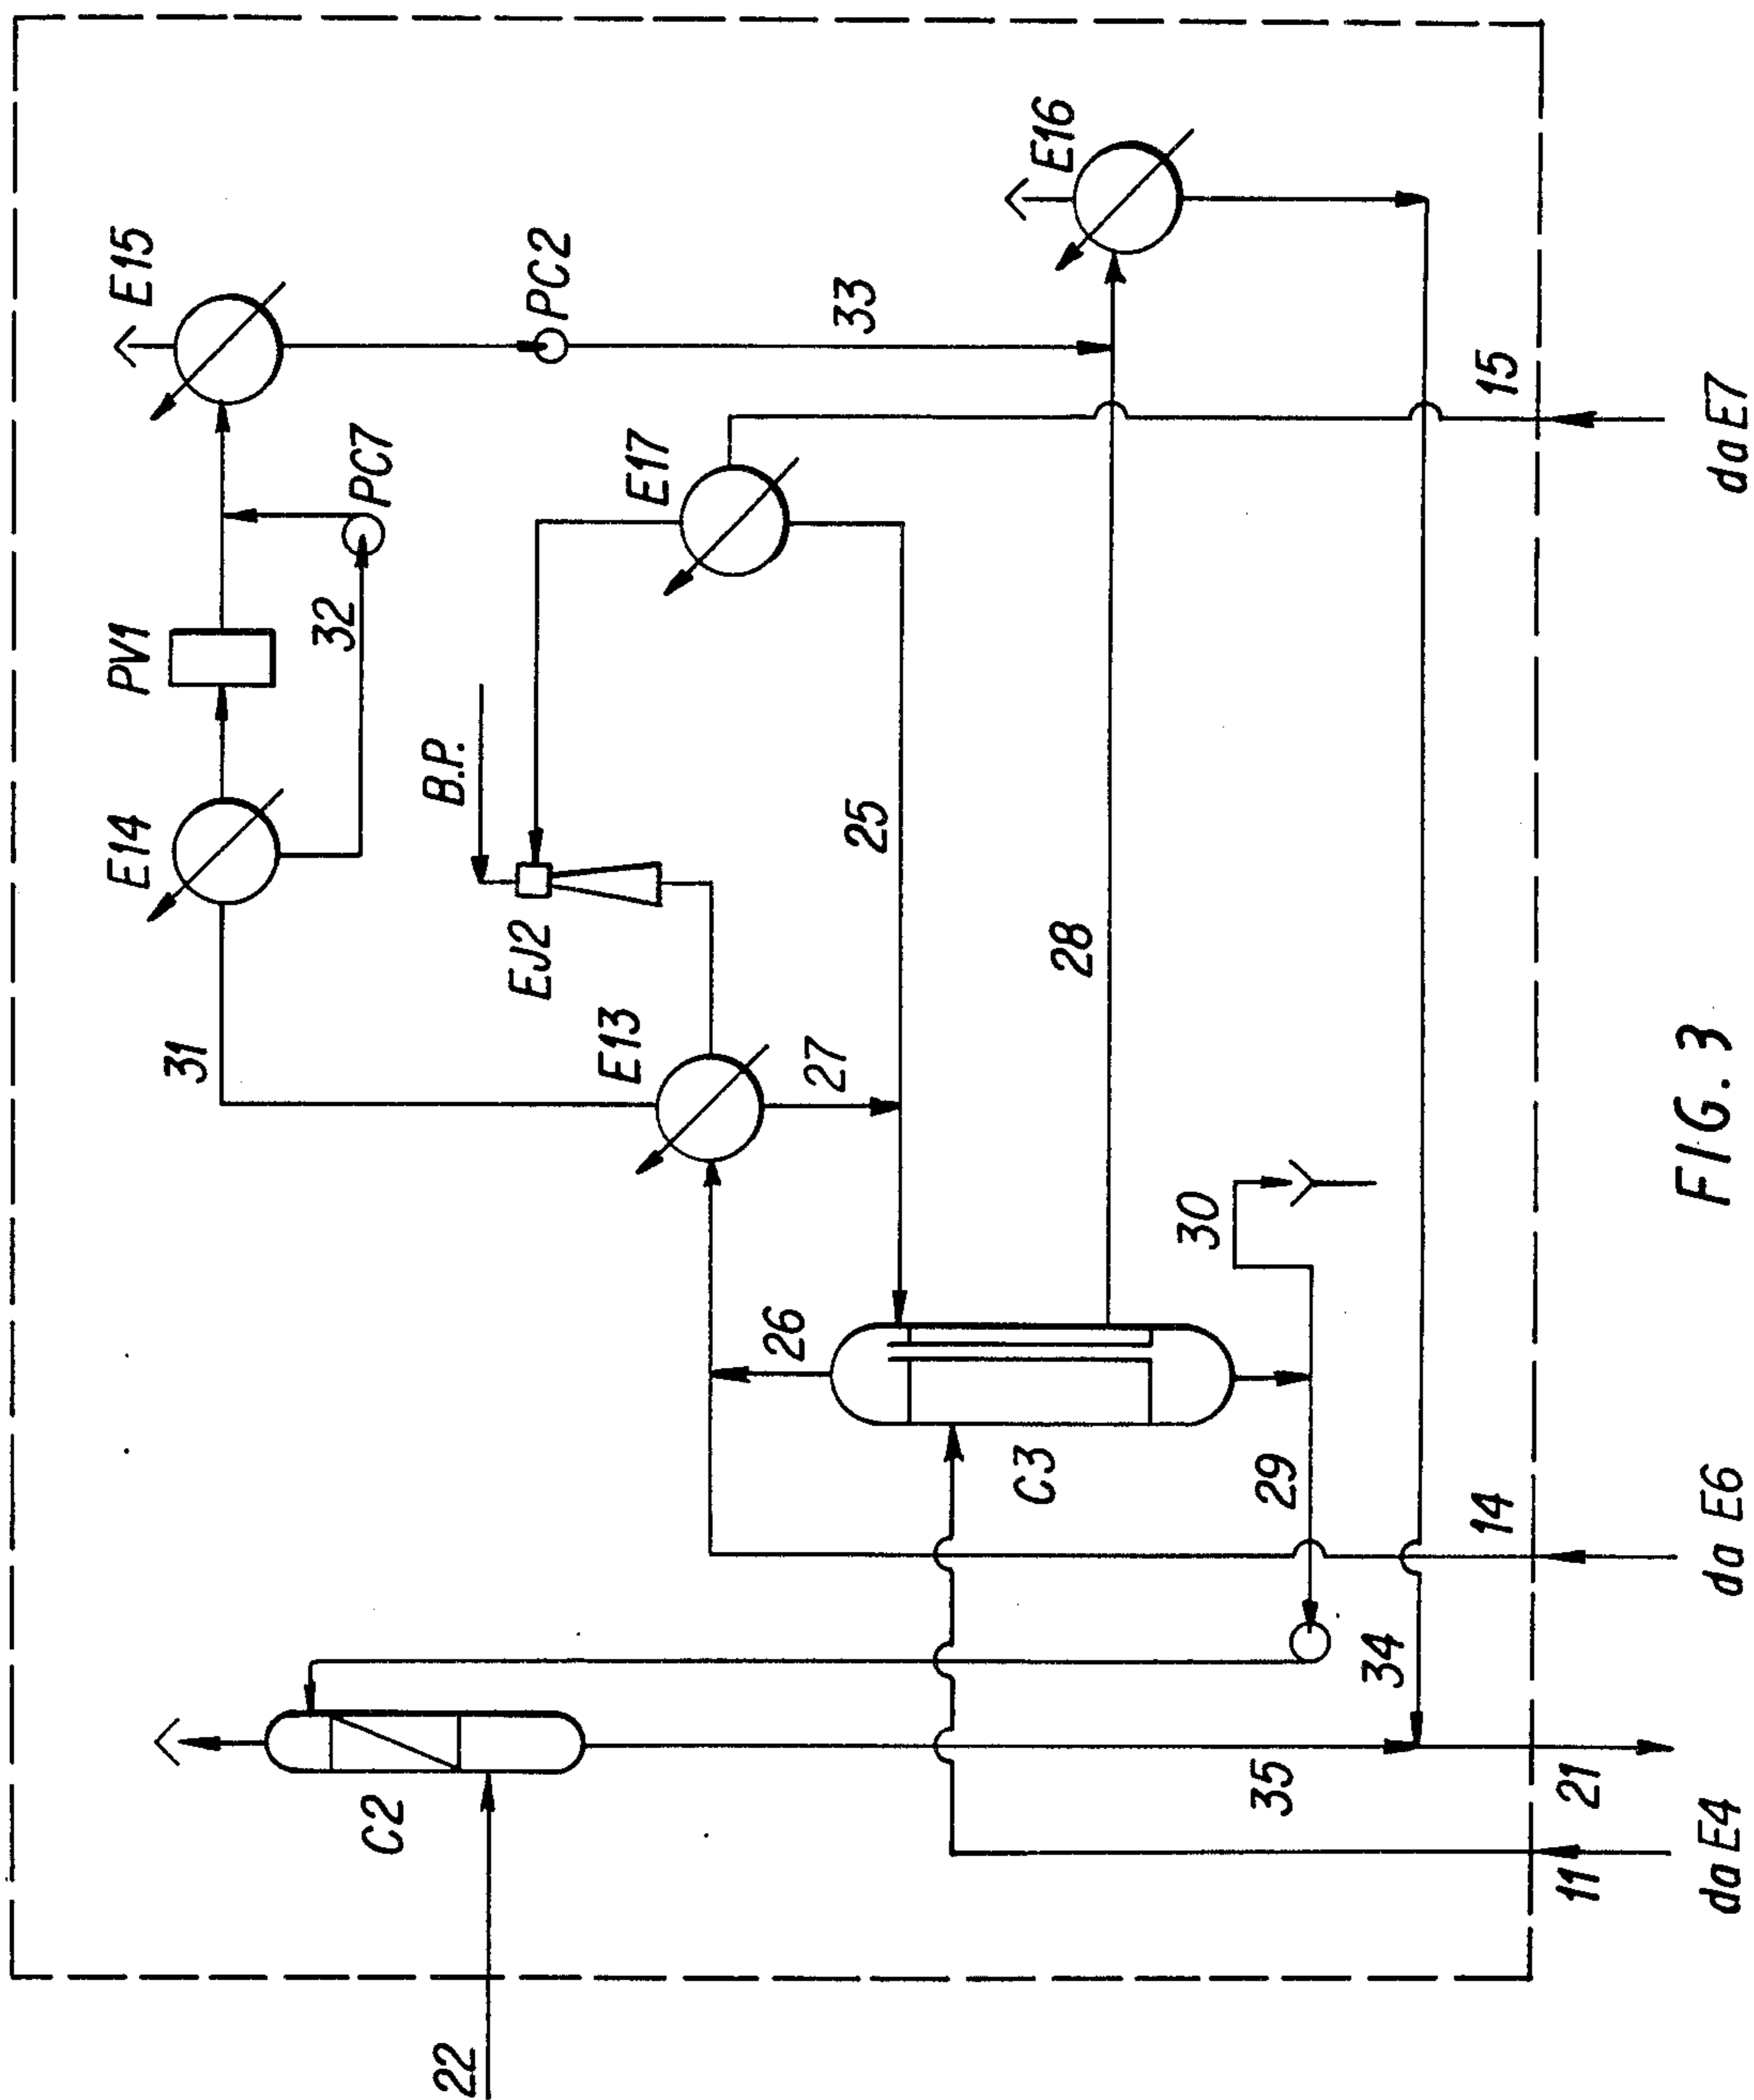 E15
E14
PV1
PC7
32
PC2
31
B.P.
EJ2
E17
E13
33
E16
27
25
26
28
C2
C3
30
29
22
35
34
15
14
21
11
da E7
da E6
da E4
FIG. 3